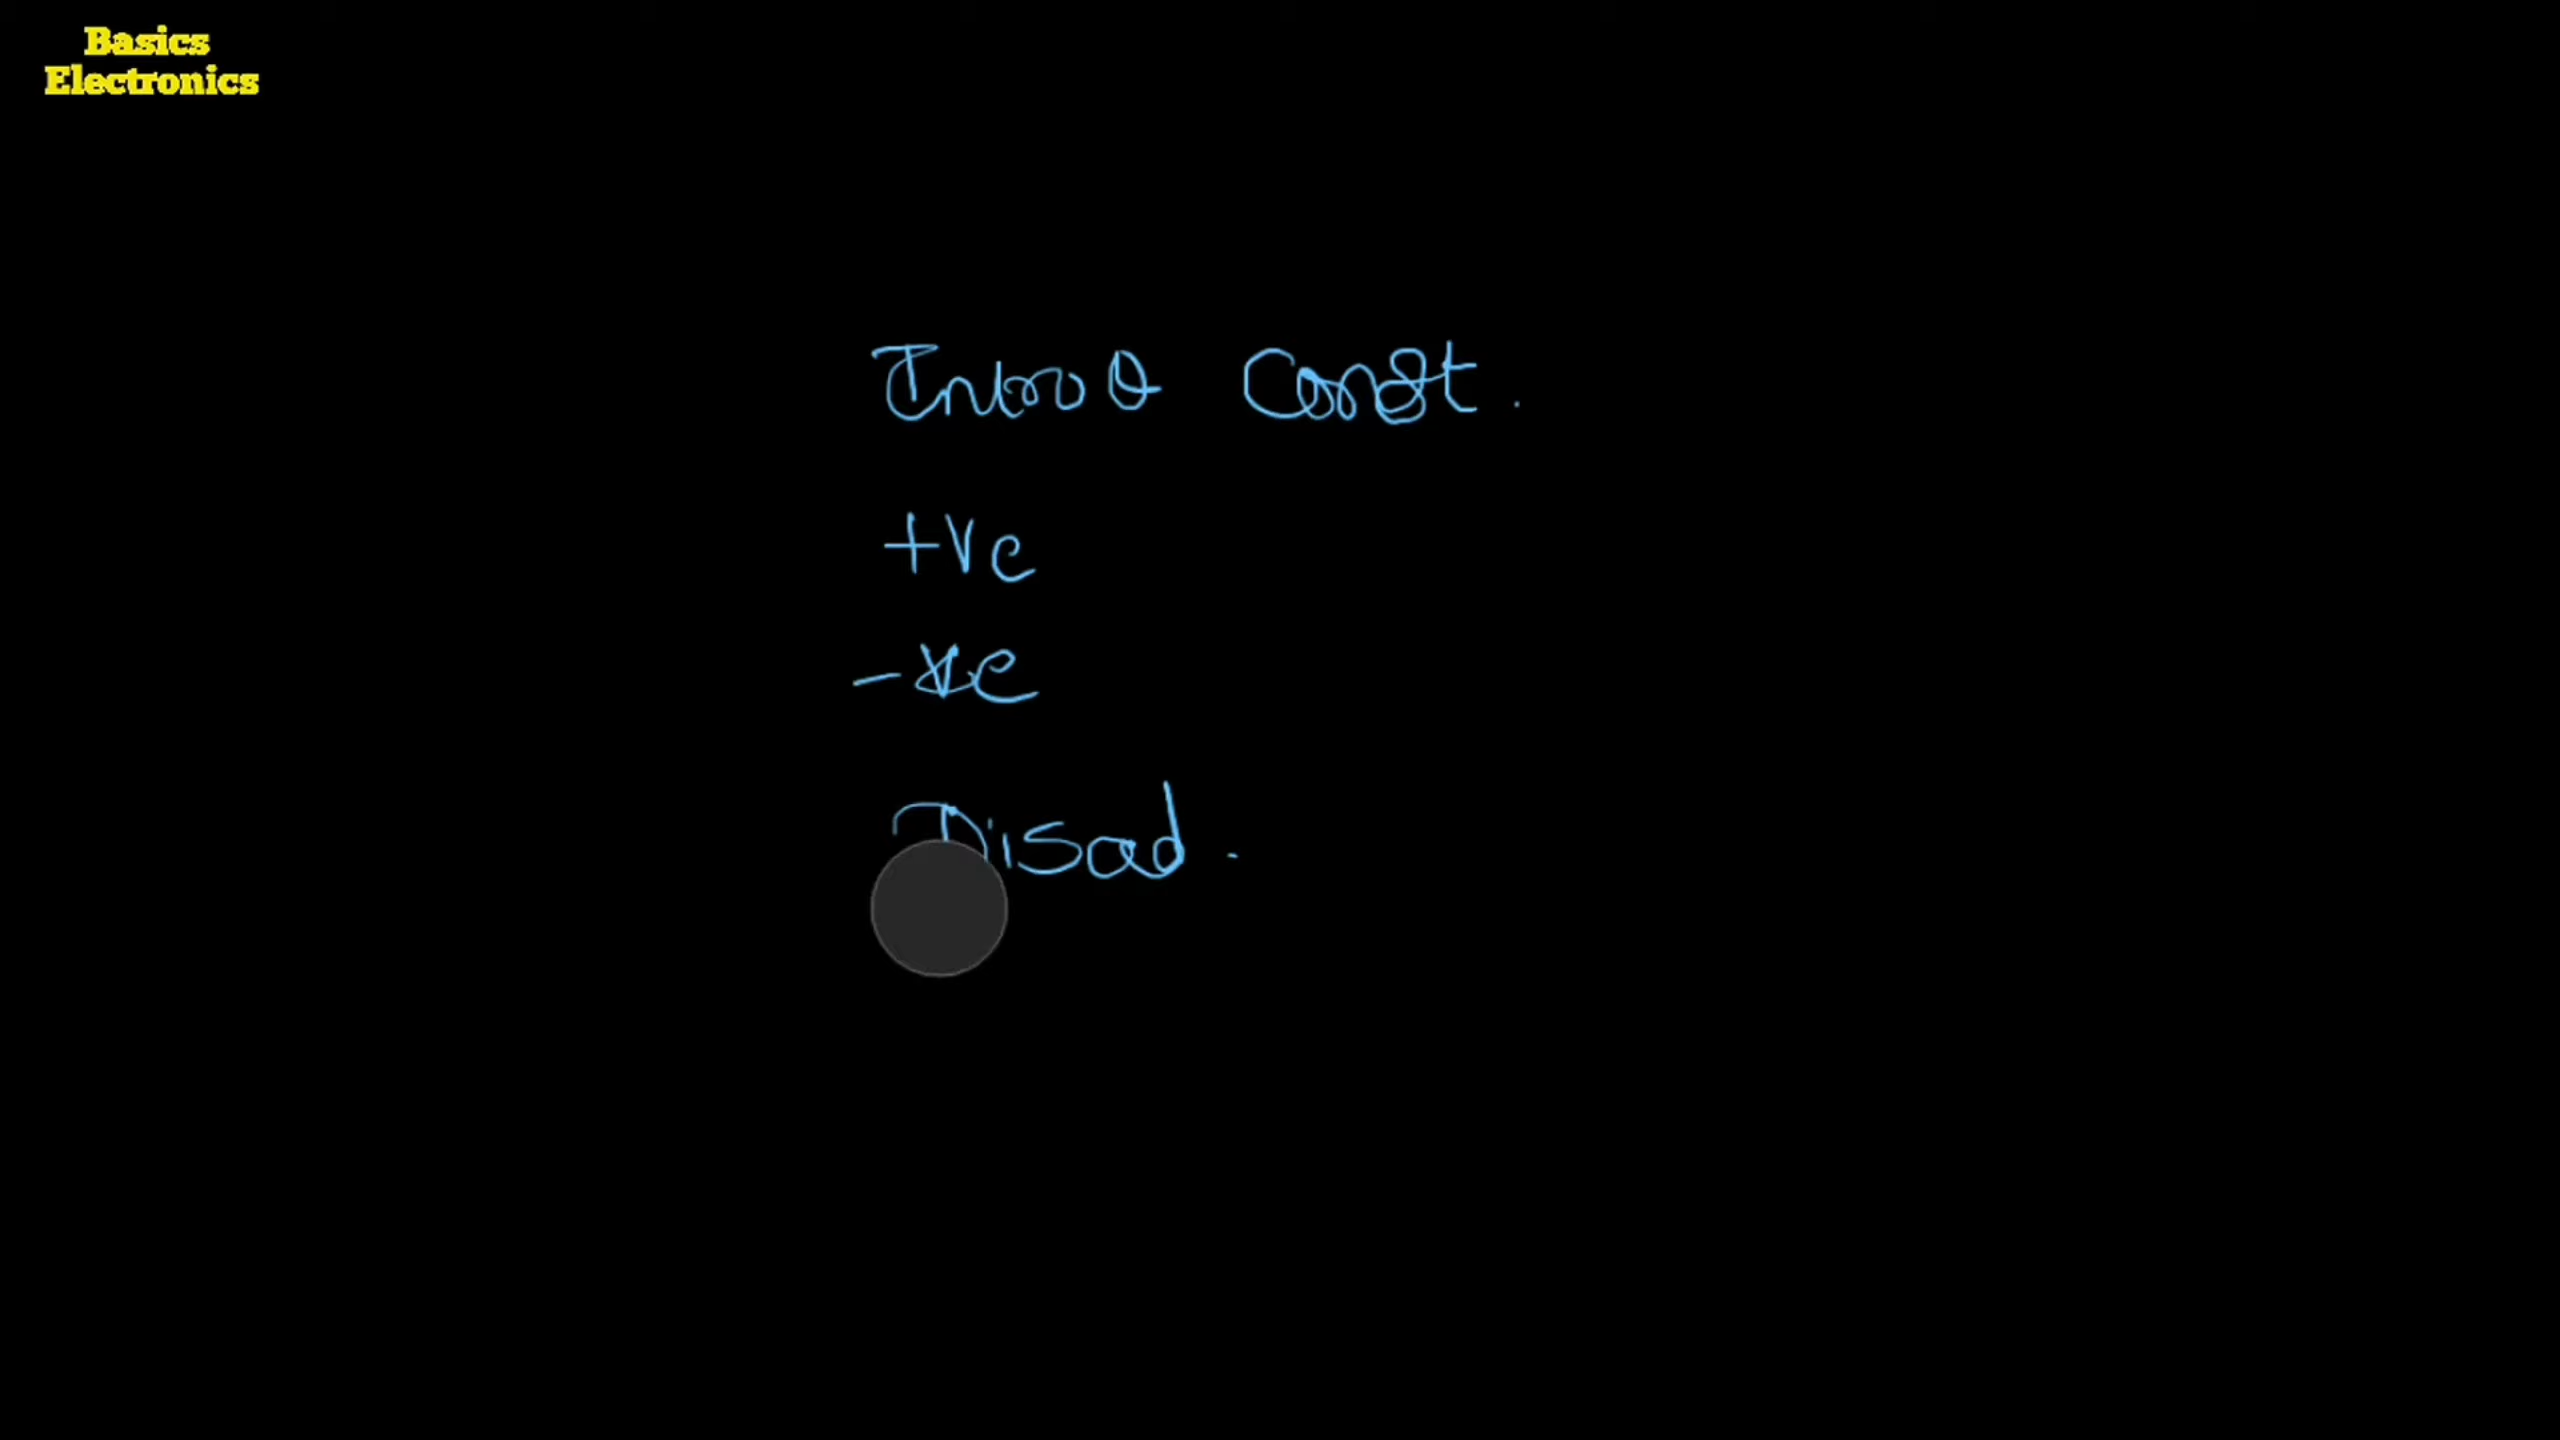 Basics
Electronics
Intro & Const.
+ve
-ve
Disad.